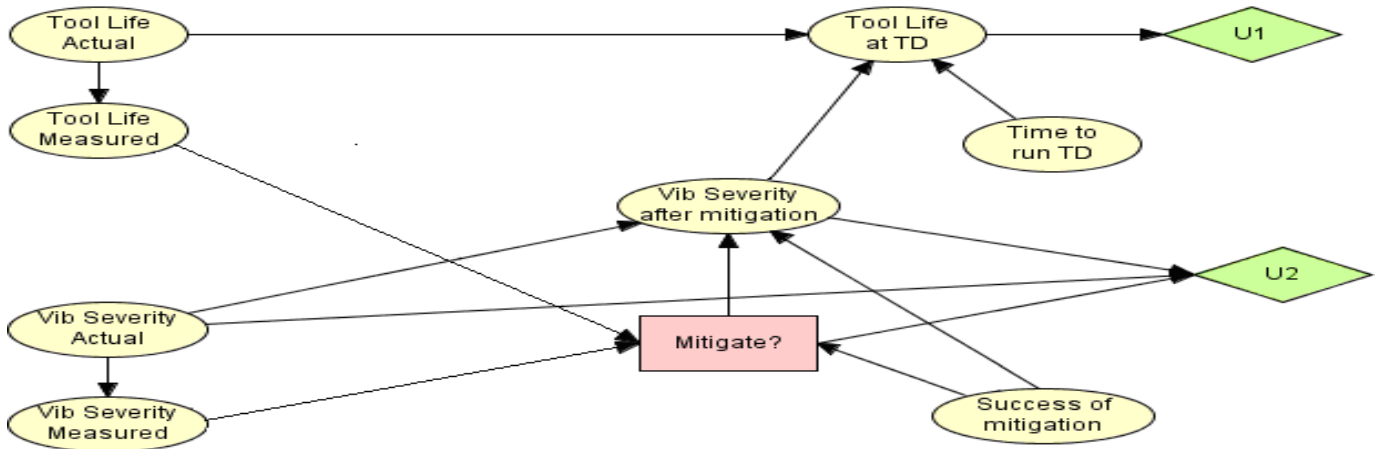 Tool Life
Actual
Tool Life
at TD
U1
Tool Life
Measured
Time to
run TD
Vib Severity
after mitigation
U2
Vib Severity
Actual
Mitigate?
Vib Severity
Measured
Success of
mitigation